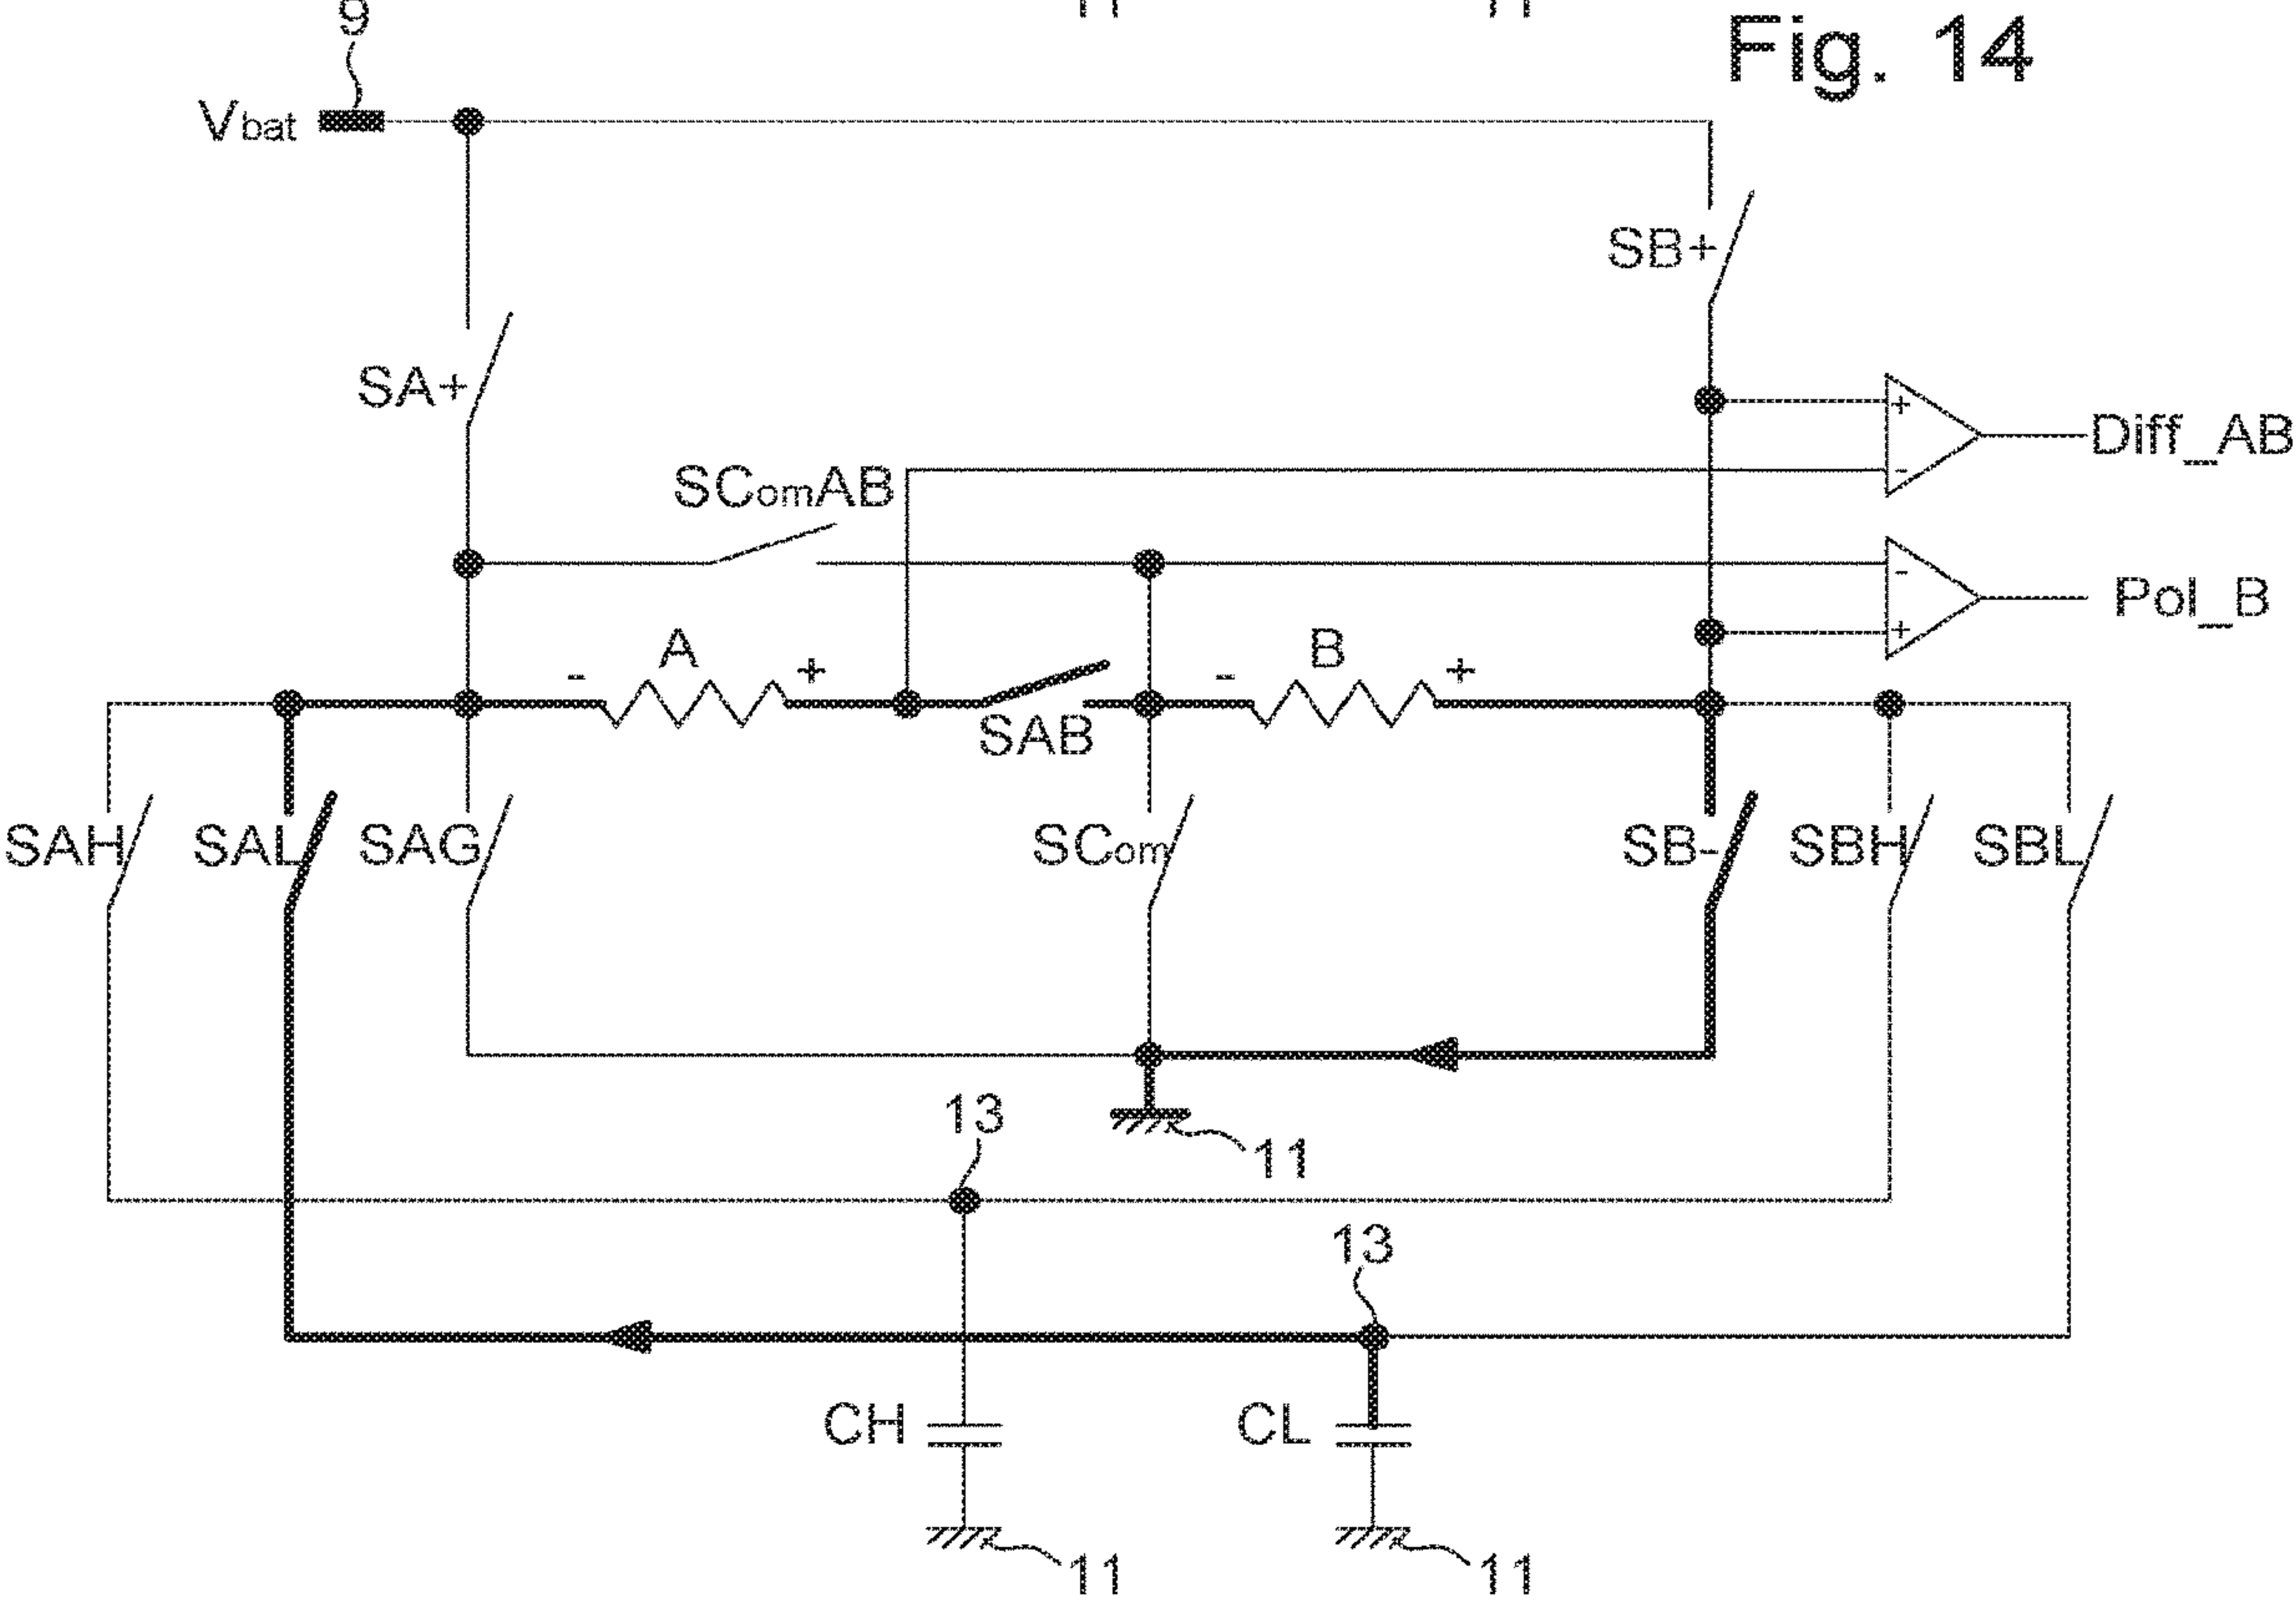 9
Fig. 14
Vbat
SB+
SA+
+
Diff_AB
-
SComAB
-
Pol_B
+
- A +
- B +
SAB
SAH
SAL
SAG
SCom
SB-
SBH
SBL
13
11
13
CH
CL
11
11